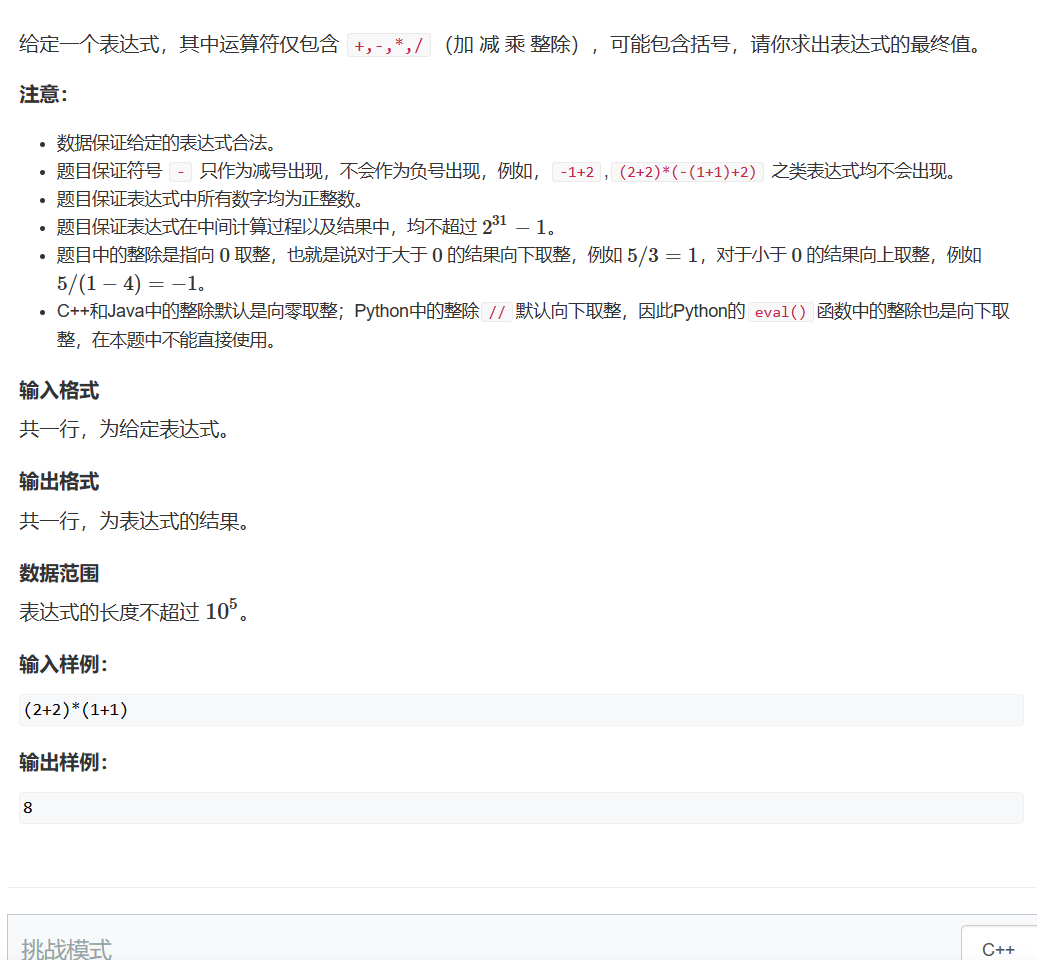 给定一个表达式，其中运算符仅包含 +,-,*,/ （加 减 乘 整除），可能包含括号，请你求出表达式的最终值。
注意：
• 数据保证给定的表达式合法。
• 题目保证符号 - 只作为减号出现，不会作为负号出现，例如， -1+2 , (2+2)*(-(1+1)+2) 之类表达式均不会出现。
• 题目保证表达式中所有数字均为正整数。
• 题目保证表达式在中间计算过程以及结果中，均不超过 2^31 − 1。
• 题目中的整除是指向 0 取整，也就是说对于大于 0 的结果向下取整，例如 5/3 = 1，对于小于 0 的结果向上取整，例如
5/(1 − 4) = −1。
• C++和Java中的整除默认是向零取整；Python中的整除 // 默认向下取整，因此Python的 eval() 函数中的整除也是向下取
整，在本题中不能直接使用。
输入格式
共一行，为给定表达式。
输出格式
共一行，为表达式的结果。
数据范围
表达式的长度不超过 10^5。
输入样例：
(2+2)*(1+1)
输出样例：
8
挑战模式
C++